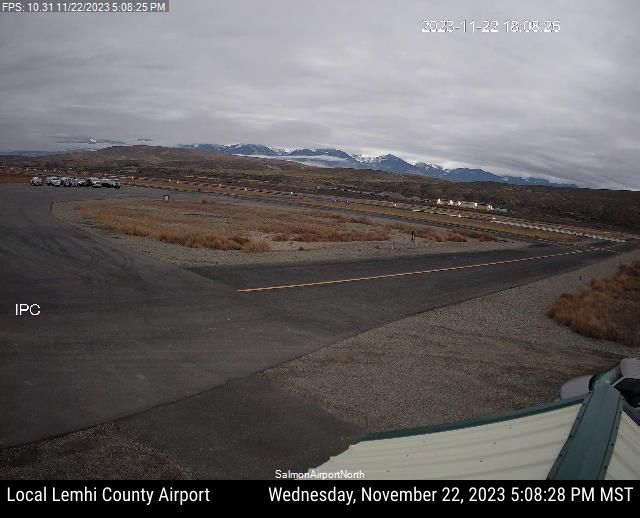 FPS: 10.31 11/22/2023 5:08:25 PM
2023-11-22 18:08:26
IPC
SalmonAirportNorth
Local Lemhi County Airport
Wednesday, November 22, 2023 5:08:28 PM MST